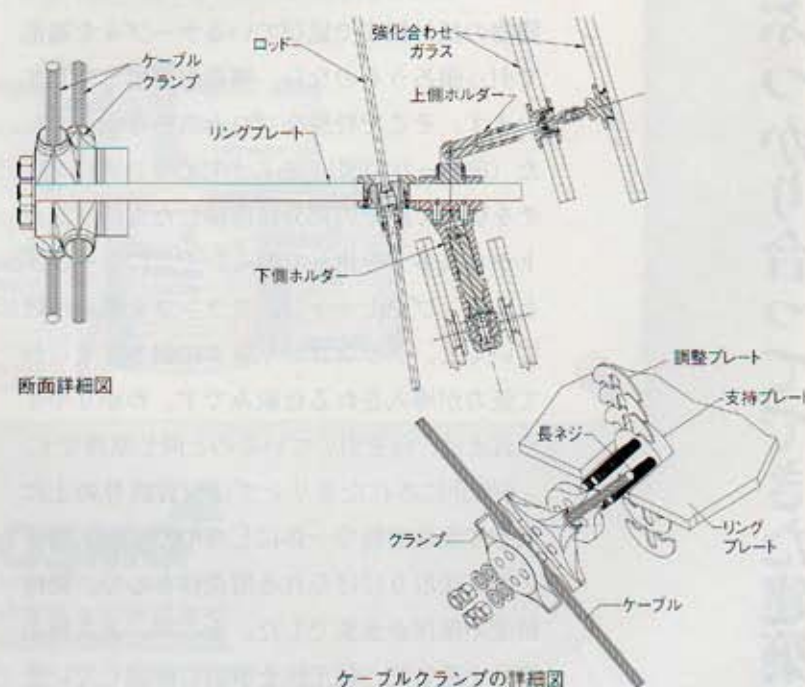 ケーブル
クランプ
ロッド
強化合わせ
ガラス
上側ホルダー
リングプレート
下側ホルダー
断面詳細図
調整プレート
支持プレート
長ネジ
リング
プレート
クランプ
ケーブル
ケーブルクランプの詳細図